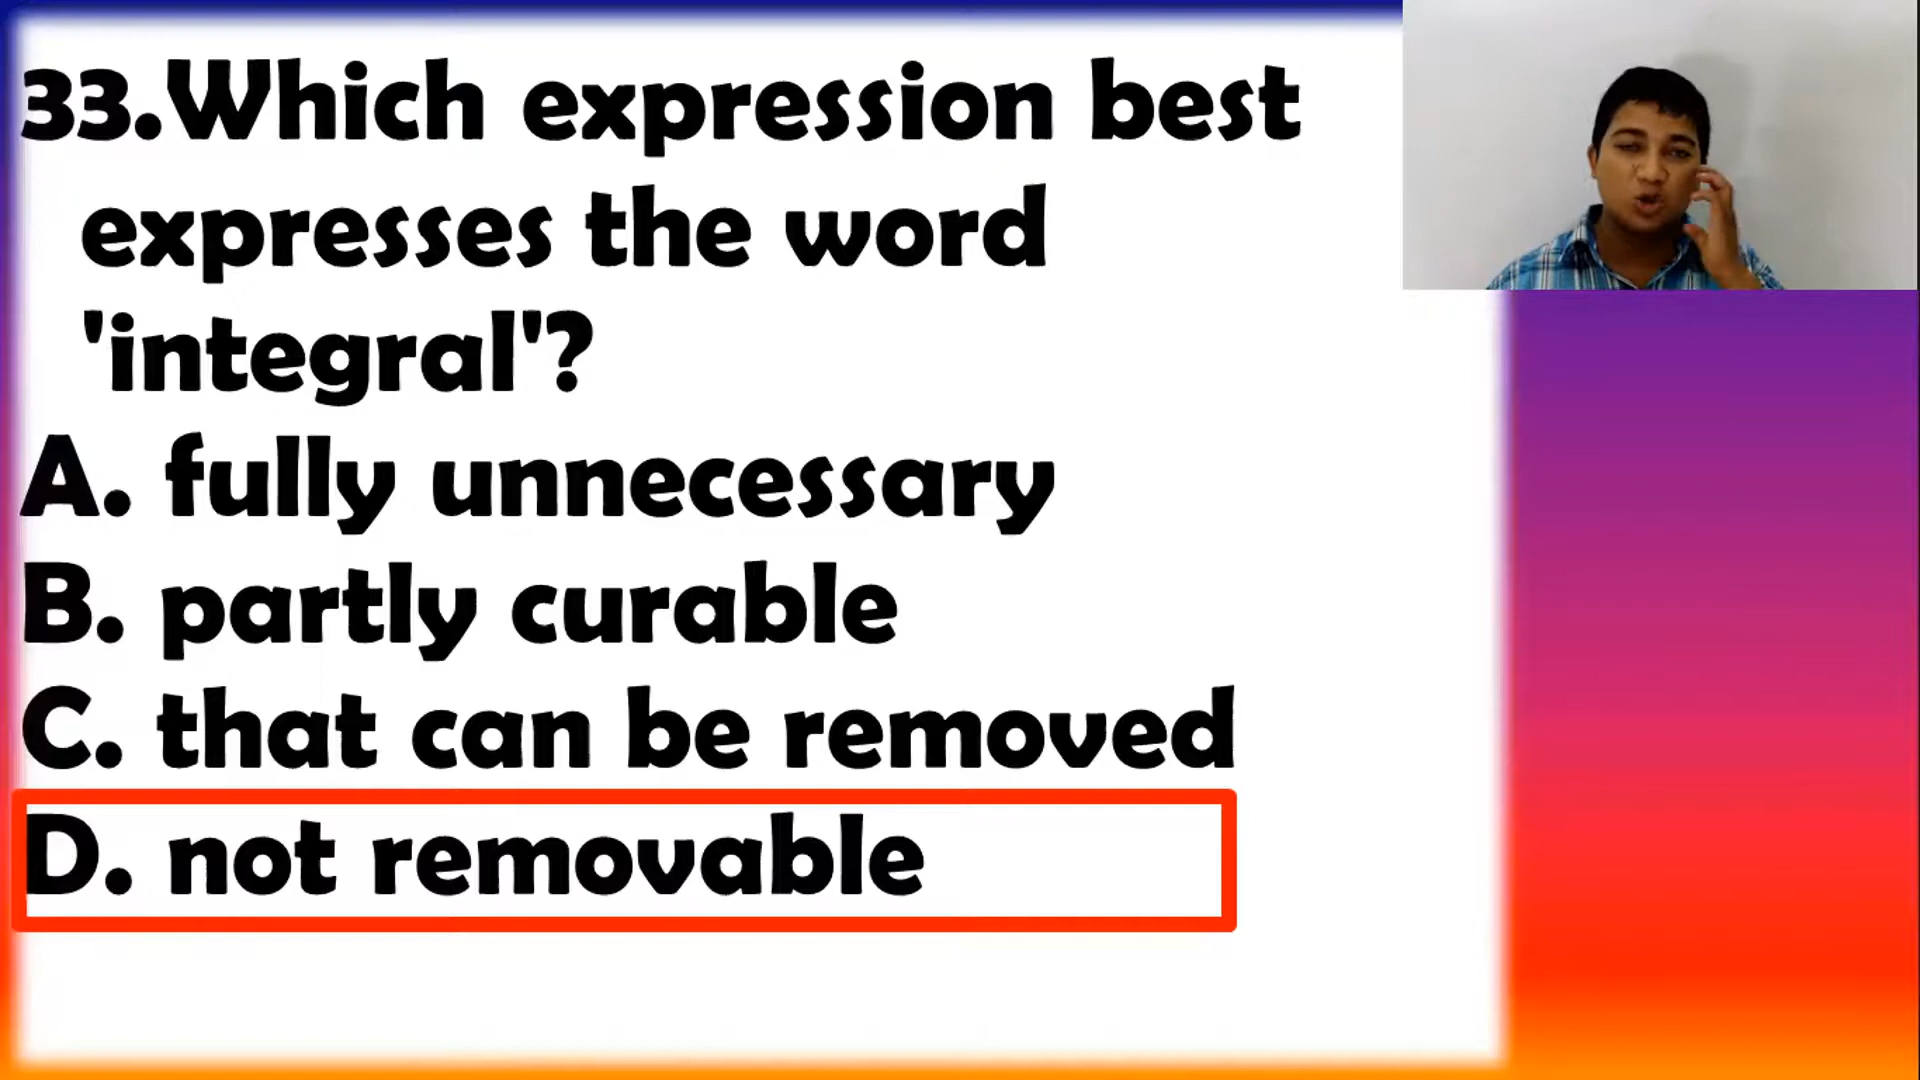 33.Which expression best
expresses the word
'integral'?
A. fully unnecessary
B. partly curable
C. that can be removed
D. not removable